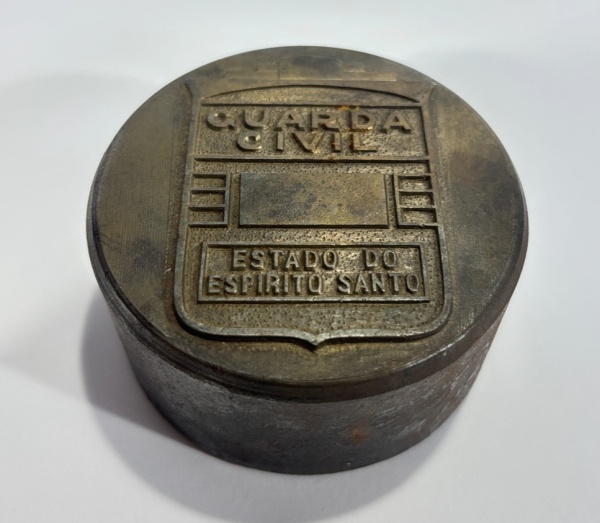 GUARDA
CIVIL
ESTADO DO
ESPIRITO SANTO